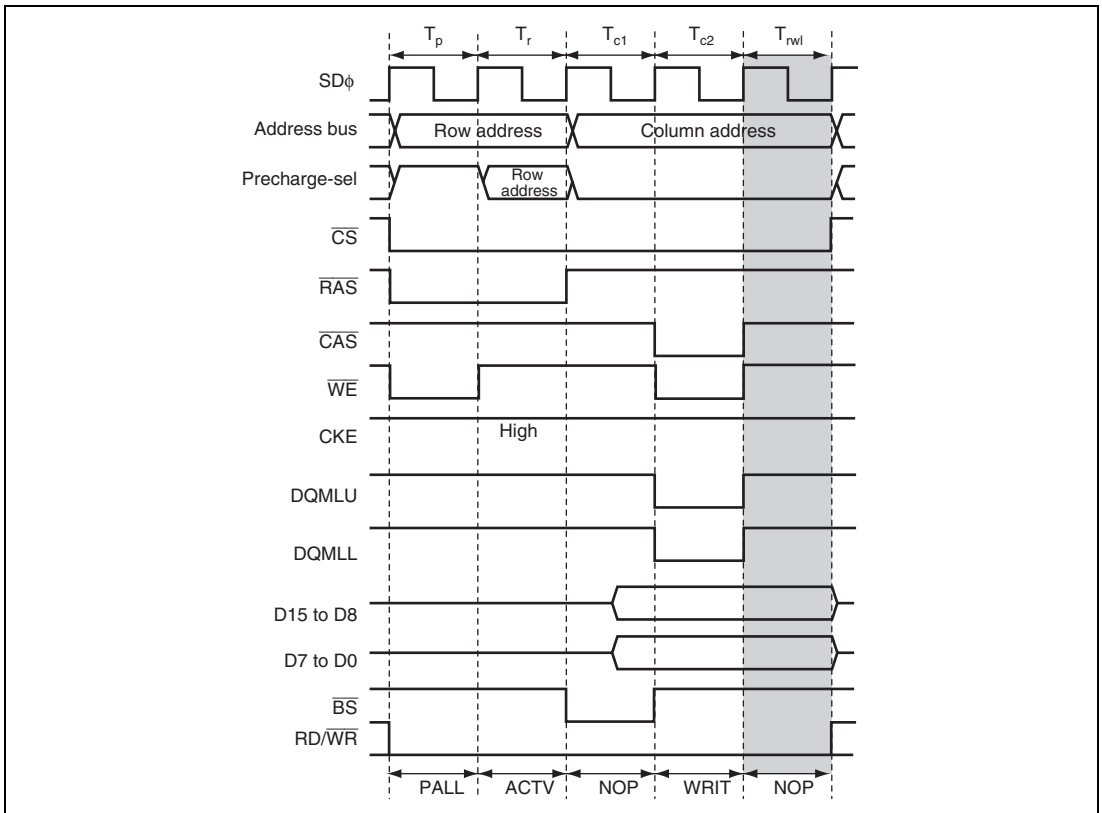 Tp Tr Tc1 Tc2 Trwl
SDϕ
Address bus Row address Column address
Precharge-sel Row
address
CS
RAS
CAS
WE
CKE High
DQMLU
DQMLL
D15 to D8
D7 to D0
BS
RD/WR
PALL ACTV NOP WRIT NOP